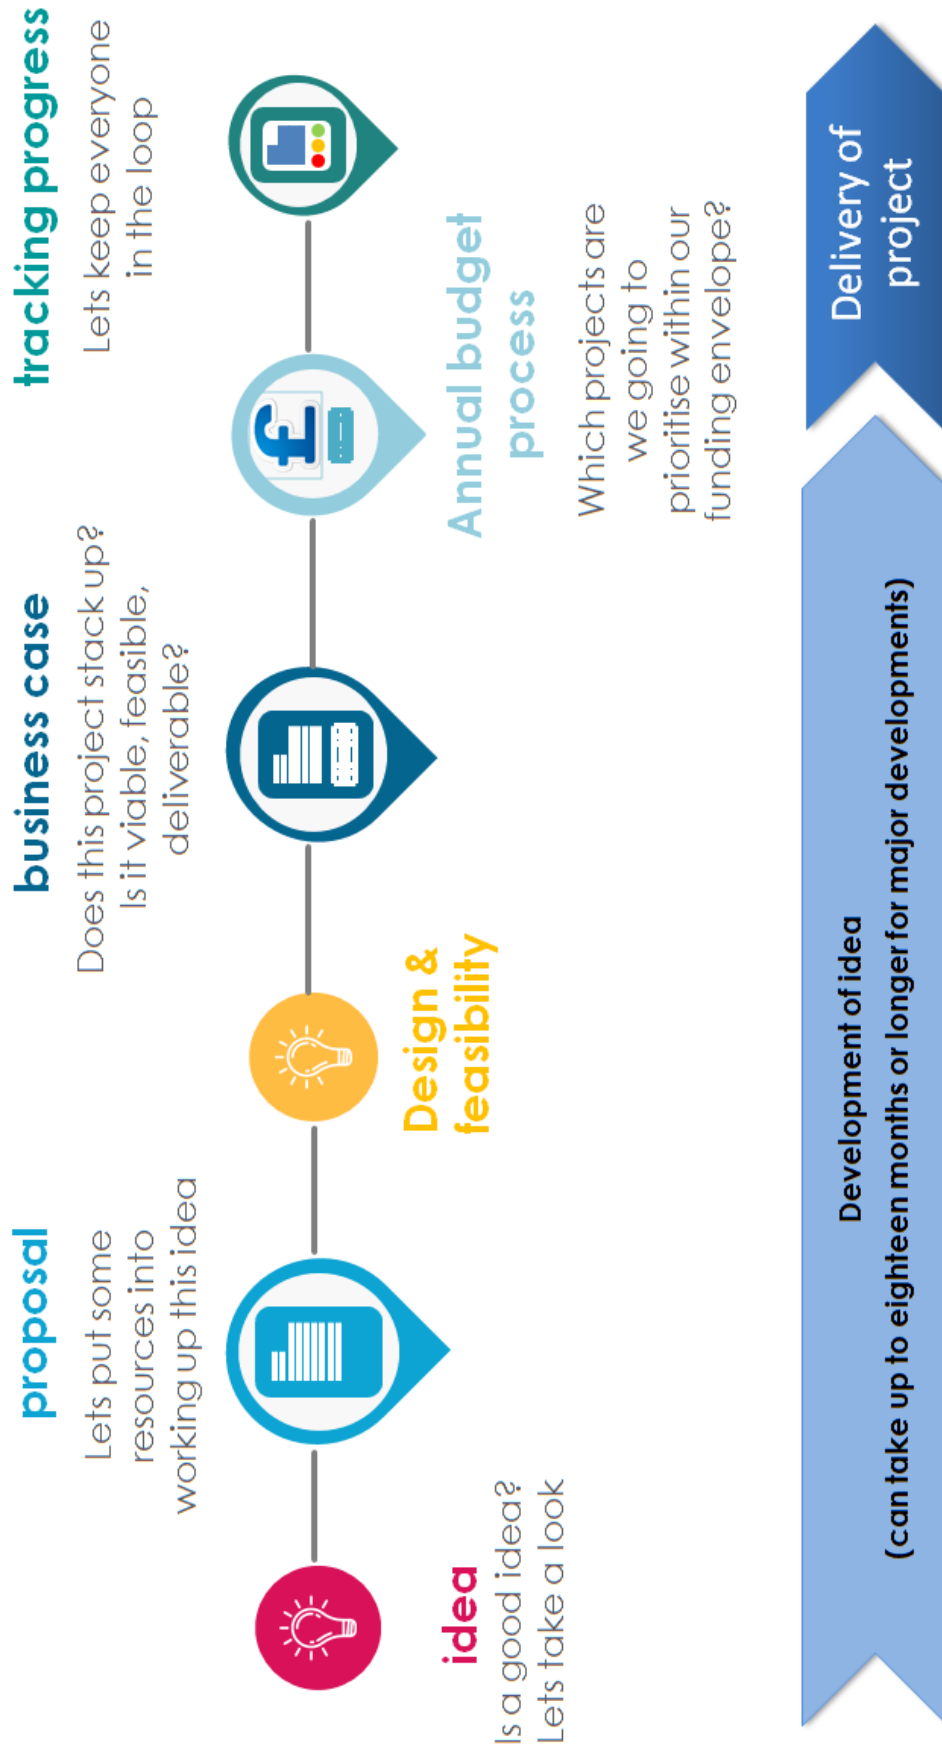 idea
Is a good idea?
Lets take a look
proposal
Lets put some
resources into
working up this idea
Design &
feasibility
business case
Does this project stack up?
Is it viable, feasible,
deliverable?
£
Annual budget
process
Which projects are
we going to
prioritise within our
funding envelope?
tracking progress
Lets keep everyone
in the loop
Development of idea
(can take up to eighteen months or longer for major developments)
Delivery of
project